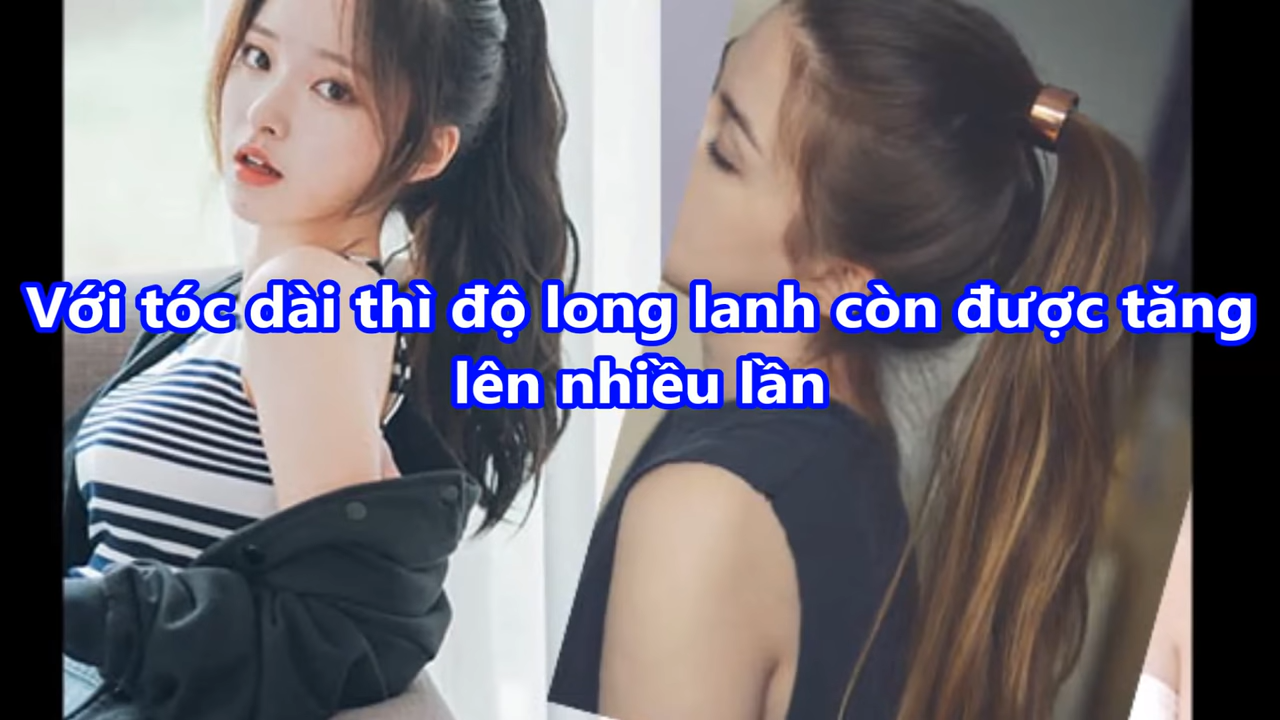 Với tóc dài thì độ long lanh còn được tăng
lên nhiều lần